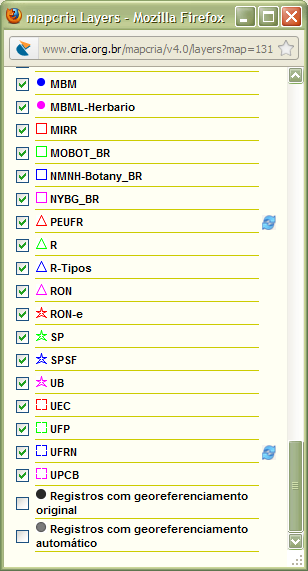 mapcria Layers - Mozilla Firefox
www.cria.org.br/mapcria/v4.0/layers?map=131
MBM
MBML-Herbario
MIRR
MOBOT_BR
NMNH-Botany_BR
NYBG_BR
PEUFR
R
R-Tipos
RON
RON-e
SP
SPSF
UB
UEC
UFP
UFRN
UPCB
Registros com georeferenciamento
original
Registros com georeferenciamento
automático